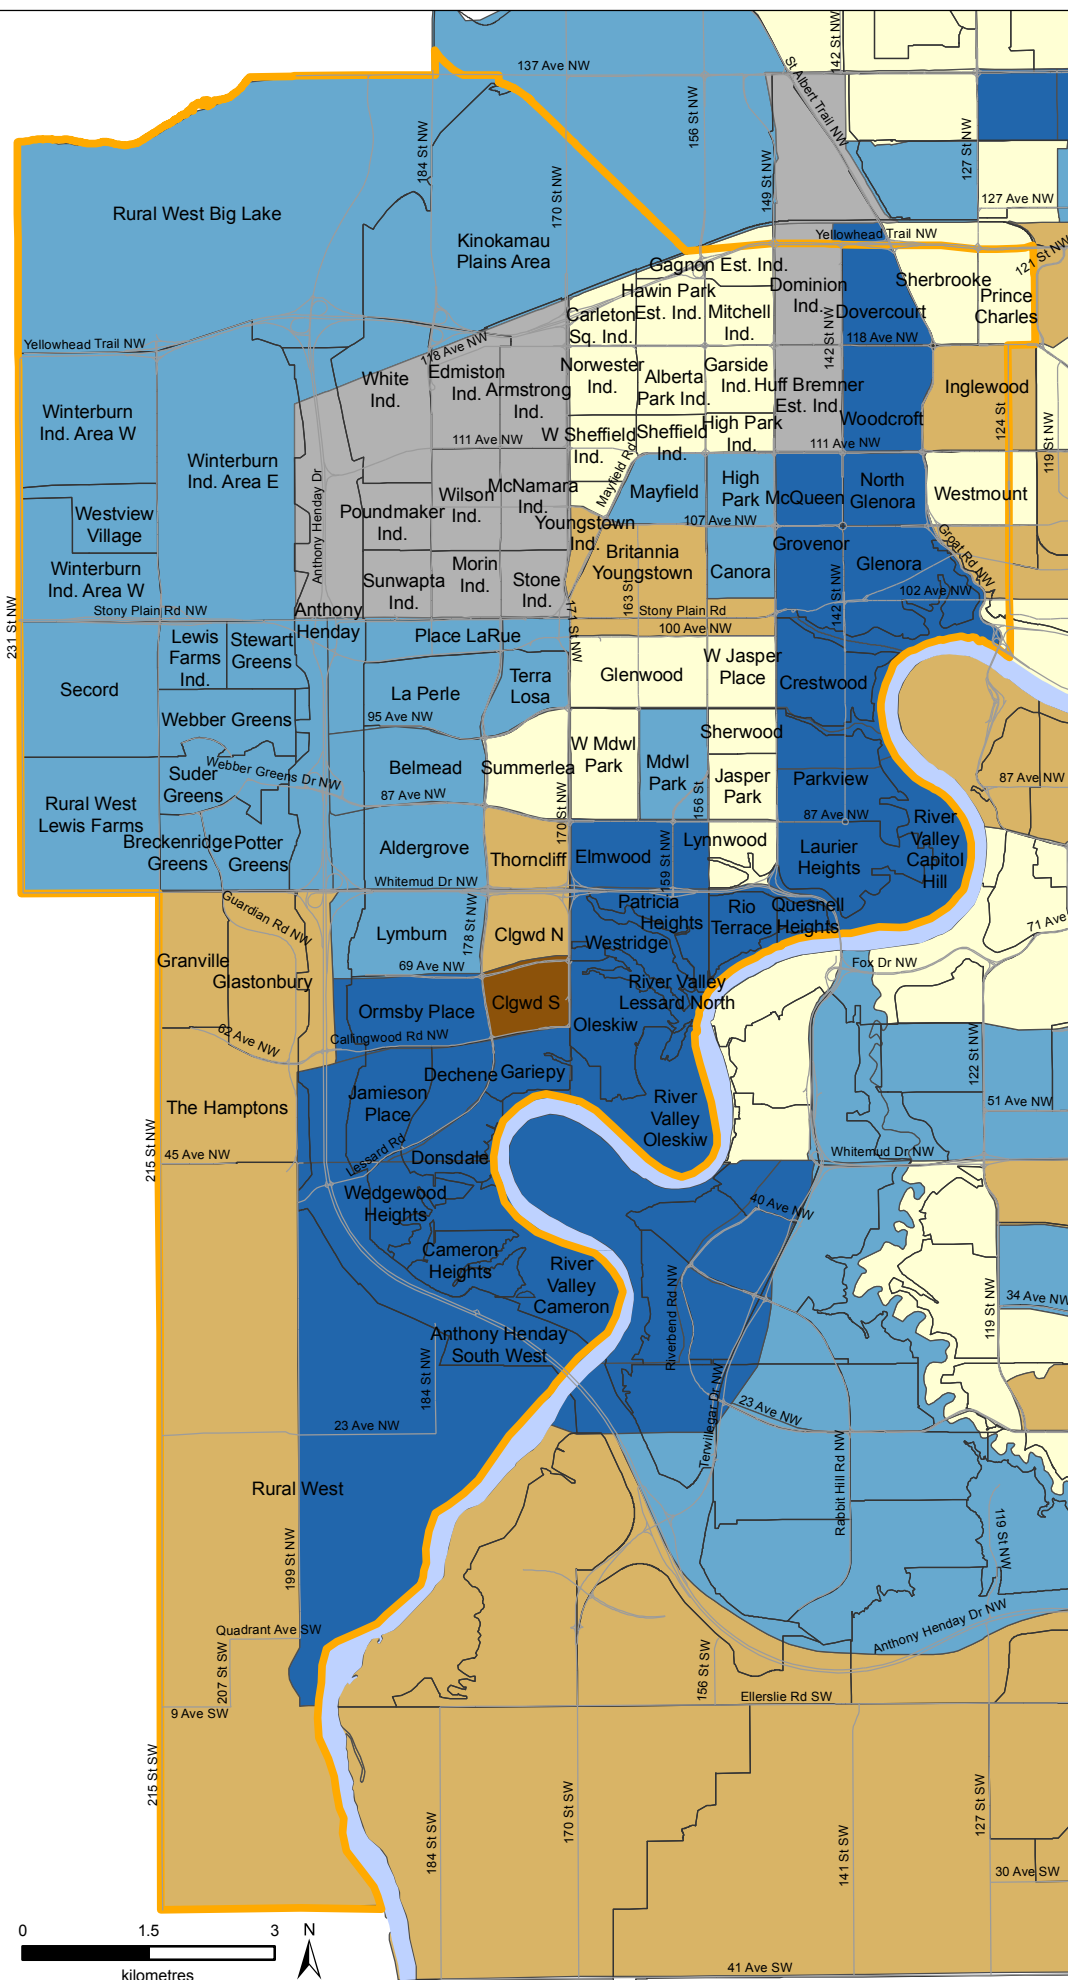 142 St NW
137 Ave NW
St Albert Trail NW
156 St NW
184 St NW
127 St NW
149 St NW
170 St NW
127 Ave NW
Rural West Big Lake
Kinokamau
Plains Area
Yellowhead Trail NW
121 St NW
Gagnon Est. Ind.
Hawin Park
Est. Ind.
Dominion
Ind.
Sherbrooke
Prince
Charles
Carleton
Sq. Ind.
Mitchell
Ind.
Dovercourt
142 St NW
118 Ave NW
Yellowhead Trail NW
118 Ave NW
White
Ind.
Edmiston
Ind.
Armstrong
Ind.
Norwester
Ind.
Alberta
Park Ind.
Garside
Ind.
Huff Bremner
Est. Ind.
Inglewood
124 St
119 St NW
Winterburn
Ind. Area W
Woodcroft
111 Ave NW
W Sheffield
Ind.
Sheffield
Ind.
High Park
Ind.
111 Ave NW
Mayfield Rd
Winterburn
Ind. Area E
Anthony Henday Dr
Wilson
Ind.
McNamara
Ind.
Mayfield
High
Park
McQueen
North
Glenora
Westmount
Westview
Village
Poundmaker
Ind.
Youngstown
Ind.
107 Ave NW
Grovenor
Groat Rd NW
Britannia
Youngstown
Winterburn
Ind. Area W
Sunwapta
Ind.
Morin
Ind.
Stone
Ind.
Canora
Glenora
163 St
142 St NW
102 Ave NW
Stony Plain Rd NW
Stony Plain Rd
231 St NW
Anthony
Henday
171 St NW
100 Ave NW
Lewis
Farms
Ind.
Stewart
Greens
Place LaRue
Secord
La Perle
Terra
Losa
Glenwood
W Jasper
Place
Crestwood
Webber Greens
95 Ave NW
Sherwood
Webber Greens Dr NW
Suder
Greens
Belmead
Summerlea
W Mdwl
Park
Mdwl
Park
Jasper
Park
Parkview
87 Ave NW
Rural West
Lewis Farms
87 Ave NW
170 St NW
156 St
87 Ave NW
River
Valley
Capitol
Hill
Breckenridge
Greens
Potter
Greens
Aldergrove
Thorncliff
Elmwood
159 St NW
Lynnwood
Laurier
Heights
Whitemud Dr NW
Guardian Rd NW
Patricia
Heights
Rio
Terrace
Quesnell
Heights
71 Ave
Lymburn
178 St NW
Clgwd N
Westridge
Granville
Glastonbury
69 Ave NW
Fox Dr NW
River Valley
Lessard North
Ormsby Place
Clgwd S
Oleskiw
62 Ave NW
Callingwood Rd NW
122 St NW
Dechene
Gariepy
The Hamptons
Jamieson
Place
River
Valley
Oleskiw
51 Ave NW
215 St NW
45 Ave NW
Lessard Rd
Donsdale
Whitemud Dr NW
Wedgewood
Heights
40 Ave NW
Cameron
Heights
River
Valley
Cameron
34 Ave NW
119 St NW
Riverbend Rd NW
Anthony Henday
South West
184 St NW
Terwillegar Dr NW
23 Ave NW
23 Ave NW
Rabbit Hill Rd NW
Rural West
119 St NW
199 St NW
Quadrant Ave SW
Anthony Henday Dr NW
207 St SW
156 St SW
Ellerslie Rd SW
9 Ave SW
215 St SW
184 St SW
170 St SW
141 St SW
127 St SW
30 Ave SW
0 1.5 3
N
kilometres
41 Ave SW